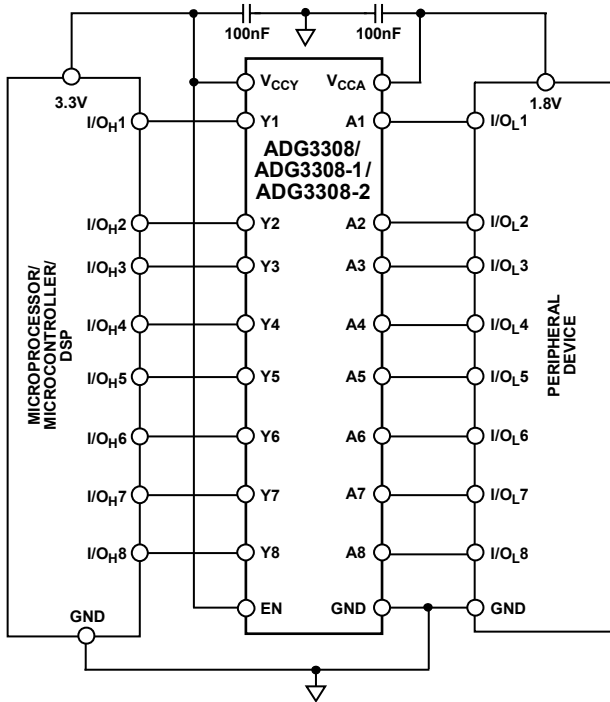 100nF 100nF
3.3V VCCY VCCA 1.8V
I/OH1 Y1 A1 I/OL1
ADG3308/
ADG3308-1/
ADG3308-2
I/OH2 Y2 A2 I/OL2
I/OH3 Y3 A3 I/OL3
I/OH4 Y4 A4 I/OL4
I/OH5 Y5 A5 I/OL5
I/OH6 Y6 A6 I/OL6
I/OH7 Y7 A7 I/OL7
I/OH8 Y8 A8 I/OL8
GND EN GND GND
MICROPROCESSOR/
MICROCONTROLLER/
DSP
PERIPHERAL
DEVICE